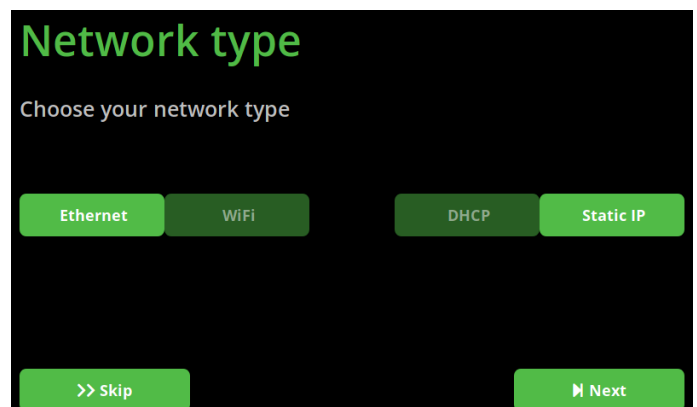 Network type
Choose your network type
Ethernet WiFi DHCP Static IP
Skip Next